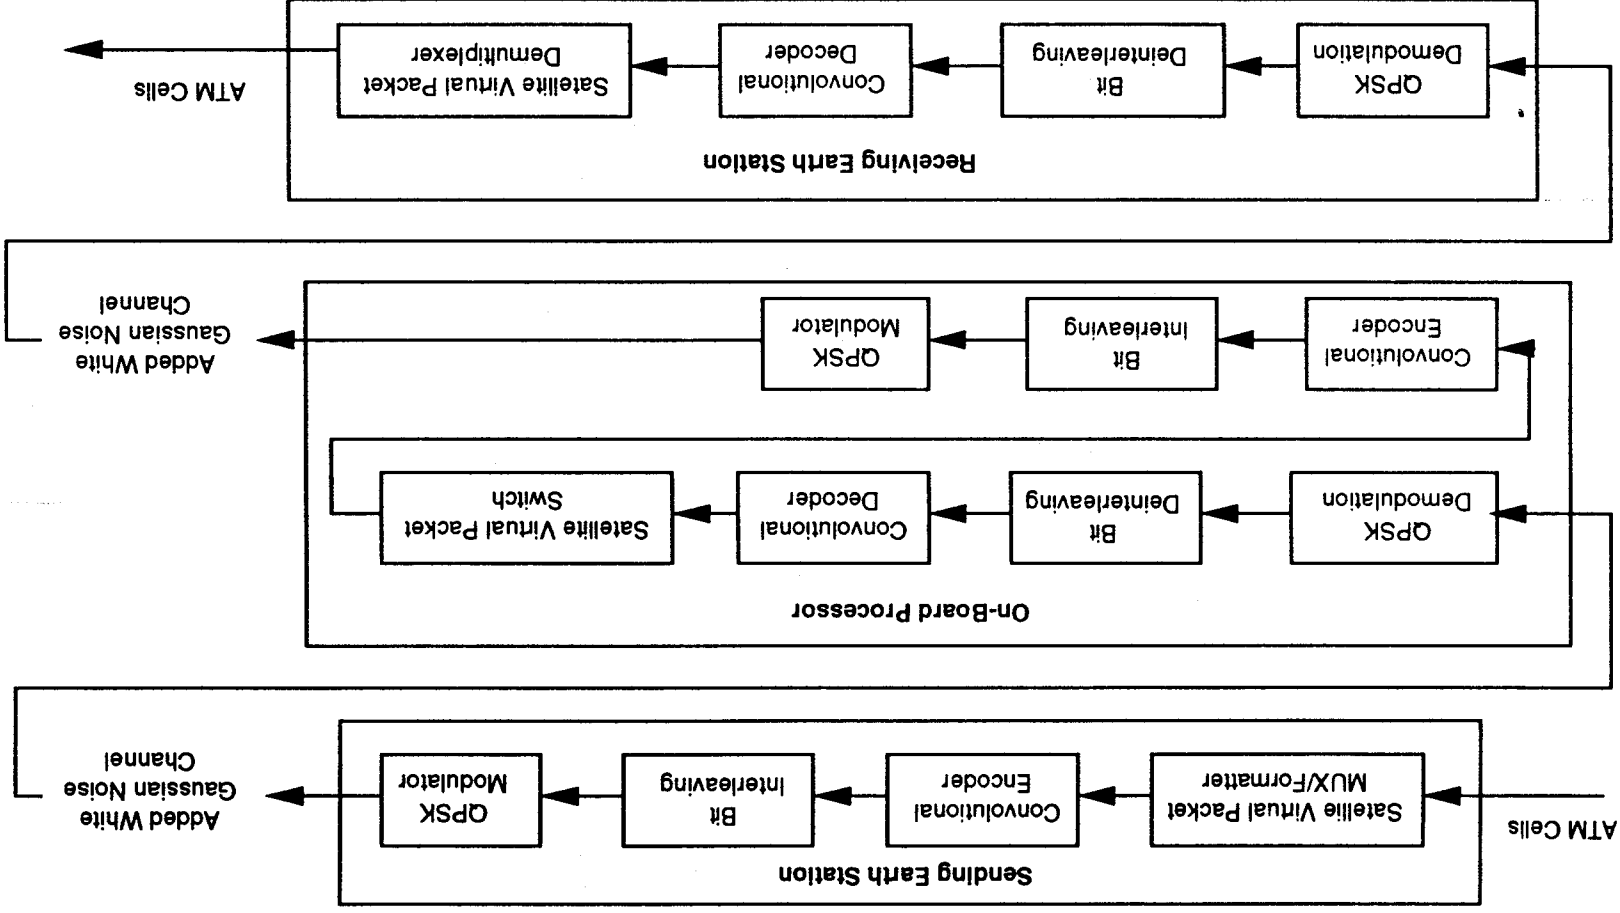 Sending Earth Station
ATM Cells
Satellie Virtual Packet
MUX/Formatter
Convolutional
Encoder
Bit
Interleaving
QPSK
Modulator
Added White
Gaussian Noise
Channel
On-Board Processor
QPSK
Demodulation
Bit
Deinterleaving
Convolutional
Decoder
Satellite Virtual Packet
Switch
Convolutional
Encoder
Bit
Interleaving
QPSK
Modulator
Added White
Gaussian Noise
Channel
Receiving Earth Station
QPSK
Demodulation
Bit
Deinterleaving
Convolutional
Decoder
Satellite Virtual Packet
Demultiplexer
ATM Cells